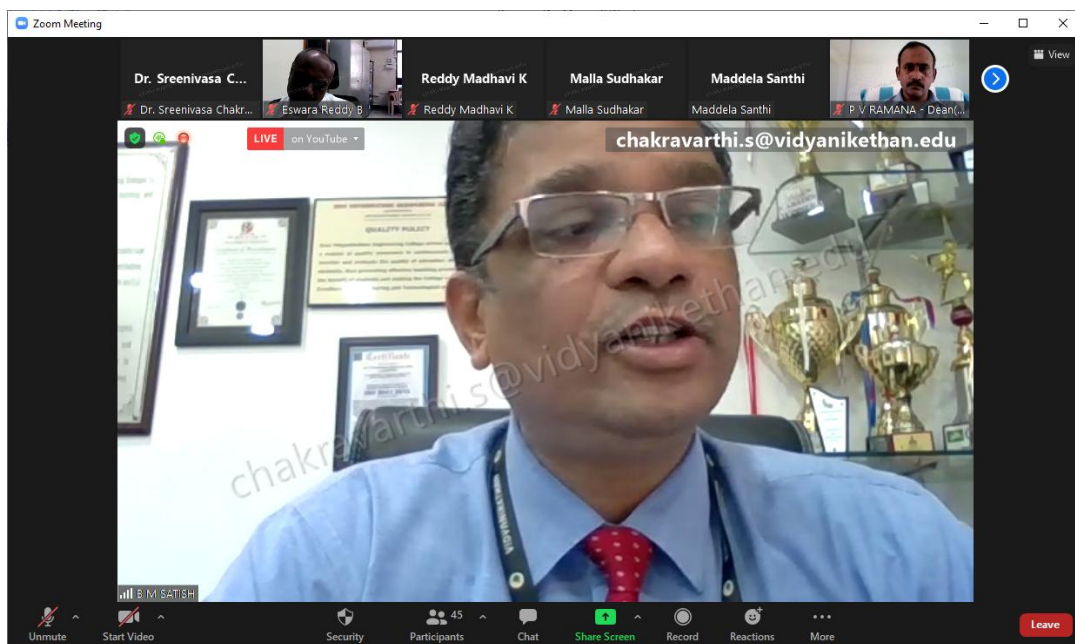 Zoom Meeting
View
Dr. Sreenivasa C...
Reddy Madhavi K
Malla Sudhakar
Maddela Santhi
Dr. Sreenivasa Chakr...
Eswara Reddy B
Reddy Madhavi K
Malla Sudhakar
Maddela Santhi
P V RAMANA - Dean(...
LIVE on YouTube
chakravarthi.s@vidyanikethan.edu
QUALITY POLICY
Certificate
chakravarthi.s@vidyanikethan.edu
VIDYANIKETHAN
B M SATISH
Unmute
Start Video
Security
45
Participants
Chat
Share Screen
Record
Reactions
More
Leave